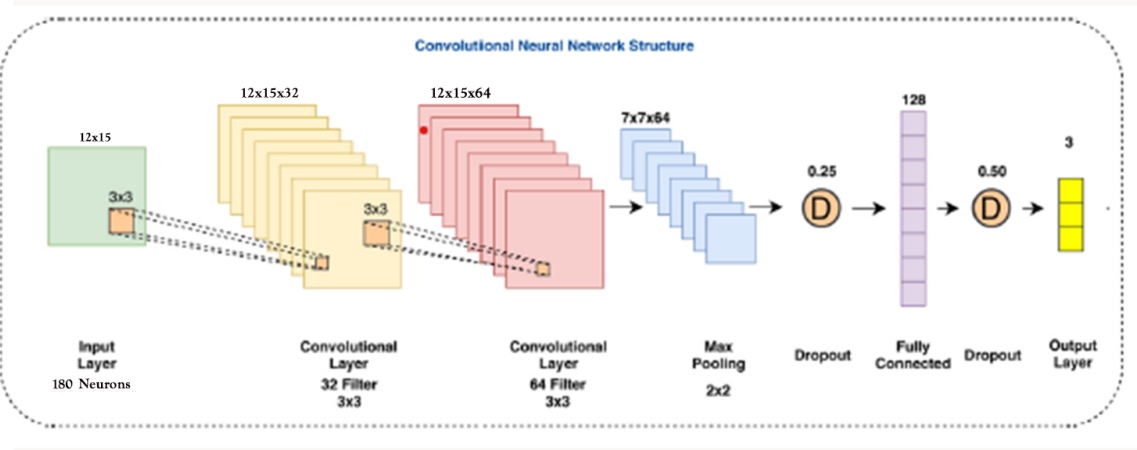 Convolutional Neural Network Structure
12x15
3x3
12x15x32
3x3
12x15x64
7x7x64
0.25
D
128
0.50
D
3
Input
Layer
180 Neurons
Convolutional
Layer
32 Filter
3x3
Convolutional
Layer
64 Filter
3x3
Max
Pooling
2x2
Dropout
Fully
Connected
Dropout
Output
Layer